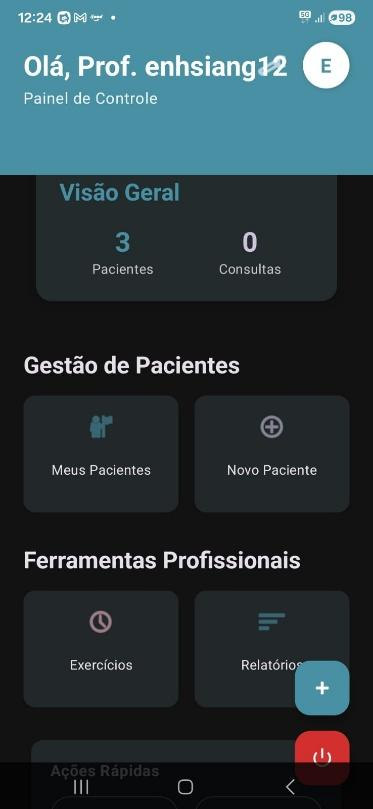 12:24
5G 98
Olá, Prof. enhsiang12
E
Painel de Controle
Visão Geral
3 0
Pacientes Consultas
Gestão de Pacientes
Meus Pacientes Novo Paciente
Ferramentas Profissionais
Exercícios Relatórios
+
Ações Rápidas